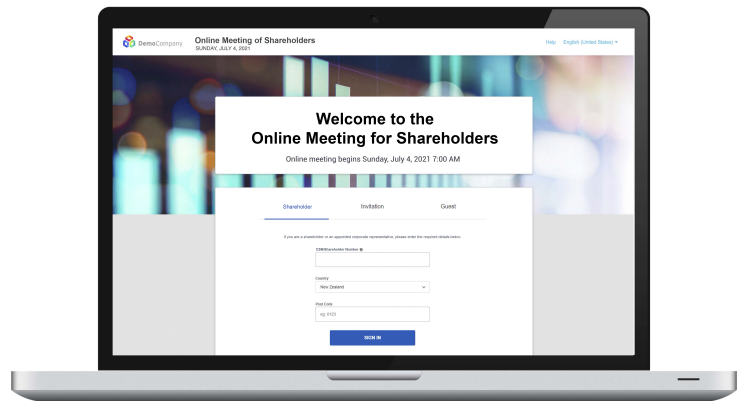 DemoCompany
Online Meeting of Shareholders
SUNDAY, JULY 4, 2021
Help English (United States)
Welcome to the
Online Meeting for Shareholders
Online meeting begins Sunday, July 4, 2021 7:00 AM
Shareholder Invitation Guest
If you are a shareholder or an appointed corporate representative, please enter the required details below.
CSN/Shareholder Number
Country
New Zealand
Post Code
eg. 0123
SIGN IN